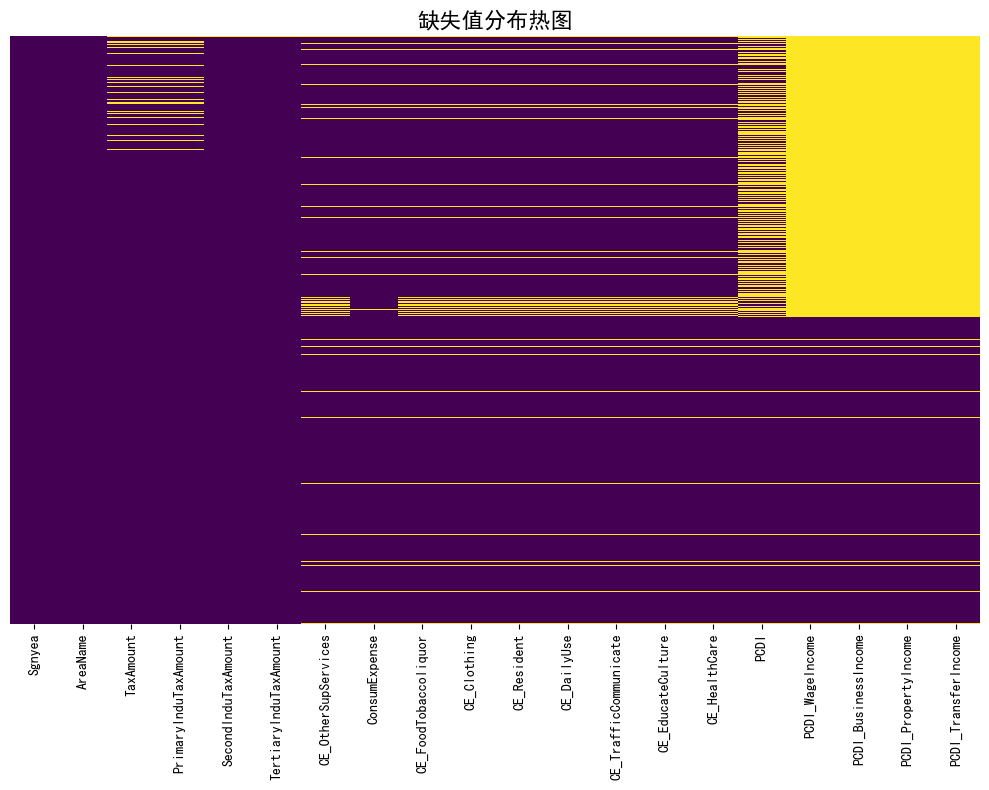 缺失值分布热图
Sgnyea
AreaName
TaxAmount
PrimaryInduTaxAmount
SecondInduTaxAmount
TertiaryInduTaxAmount
CE_OtherSupServices
ConsumExpense
CE_FoodTobaccoliquor
CE_Clothing
CE_Resident
CE_DailyUse
CE_TrafficCommunicate
CE_EducateCulture
CE_HealthCare
PCDI
PCDI_WageIncome
PCDI_BusinessIncome
PCDI_PropertyIncome
PCDI_TransferIncome